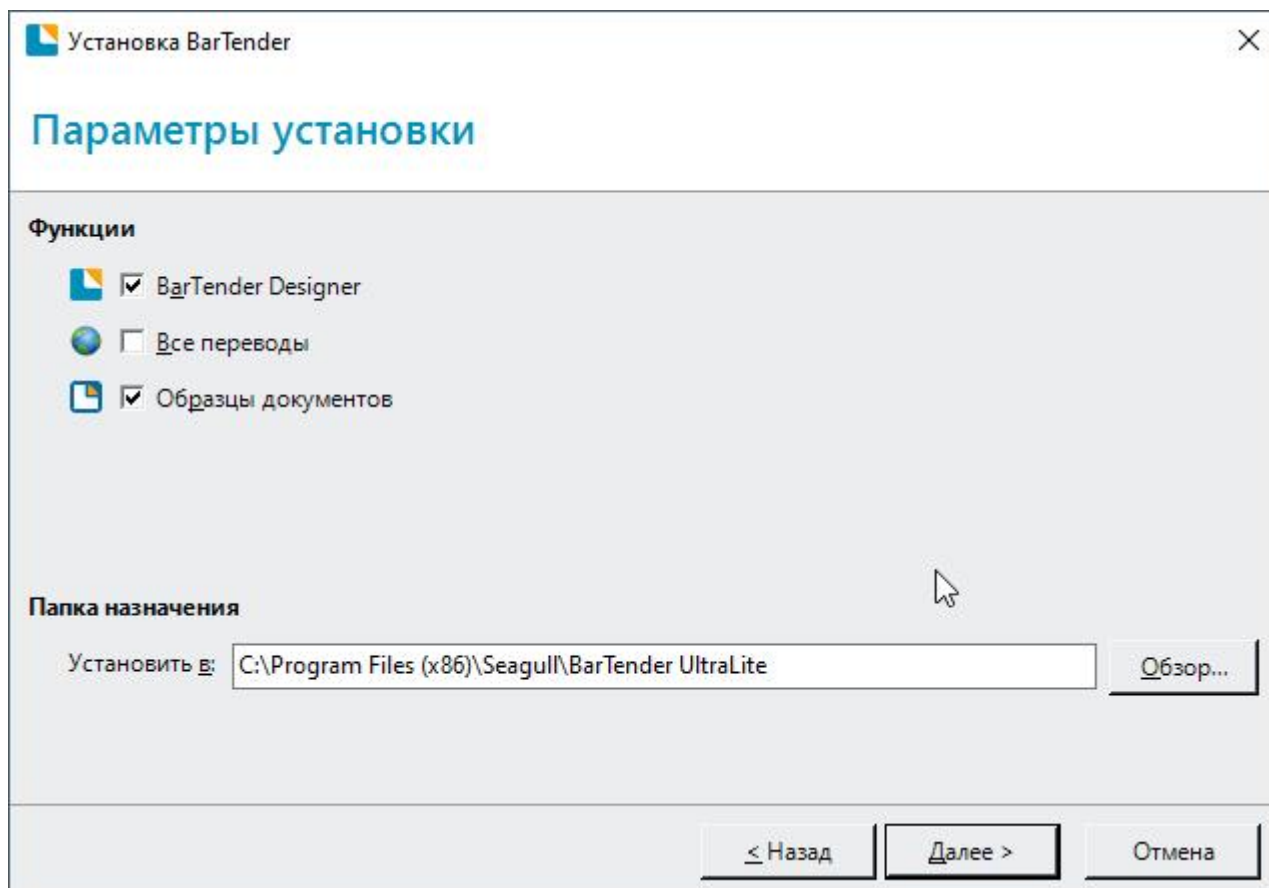 Установка BarTender
Параметры установки
Функции
BarTender Designer
Все переводы
Образцы документов
Папка назначения
Установить в: C:\Program Files (x86)\Seagull\BarTender UltraLite Обзор...
< Назад Далее > Отмена